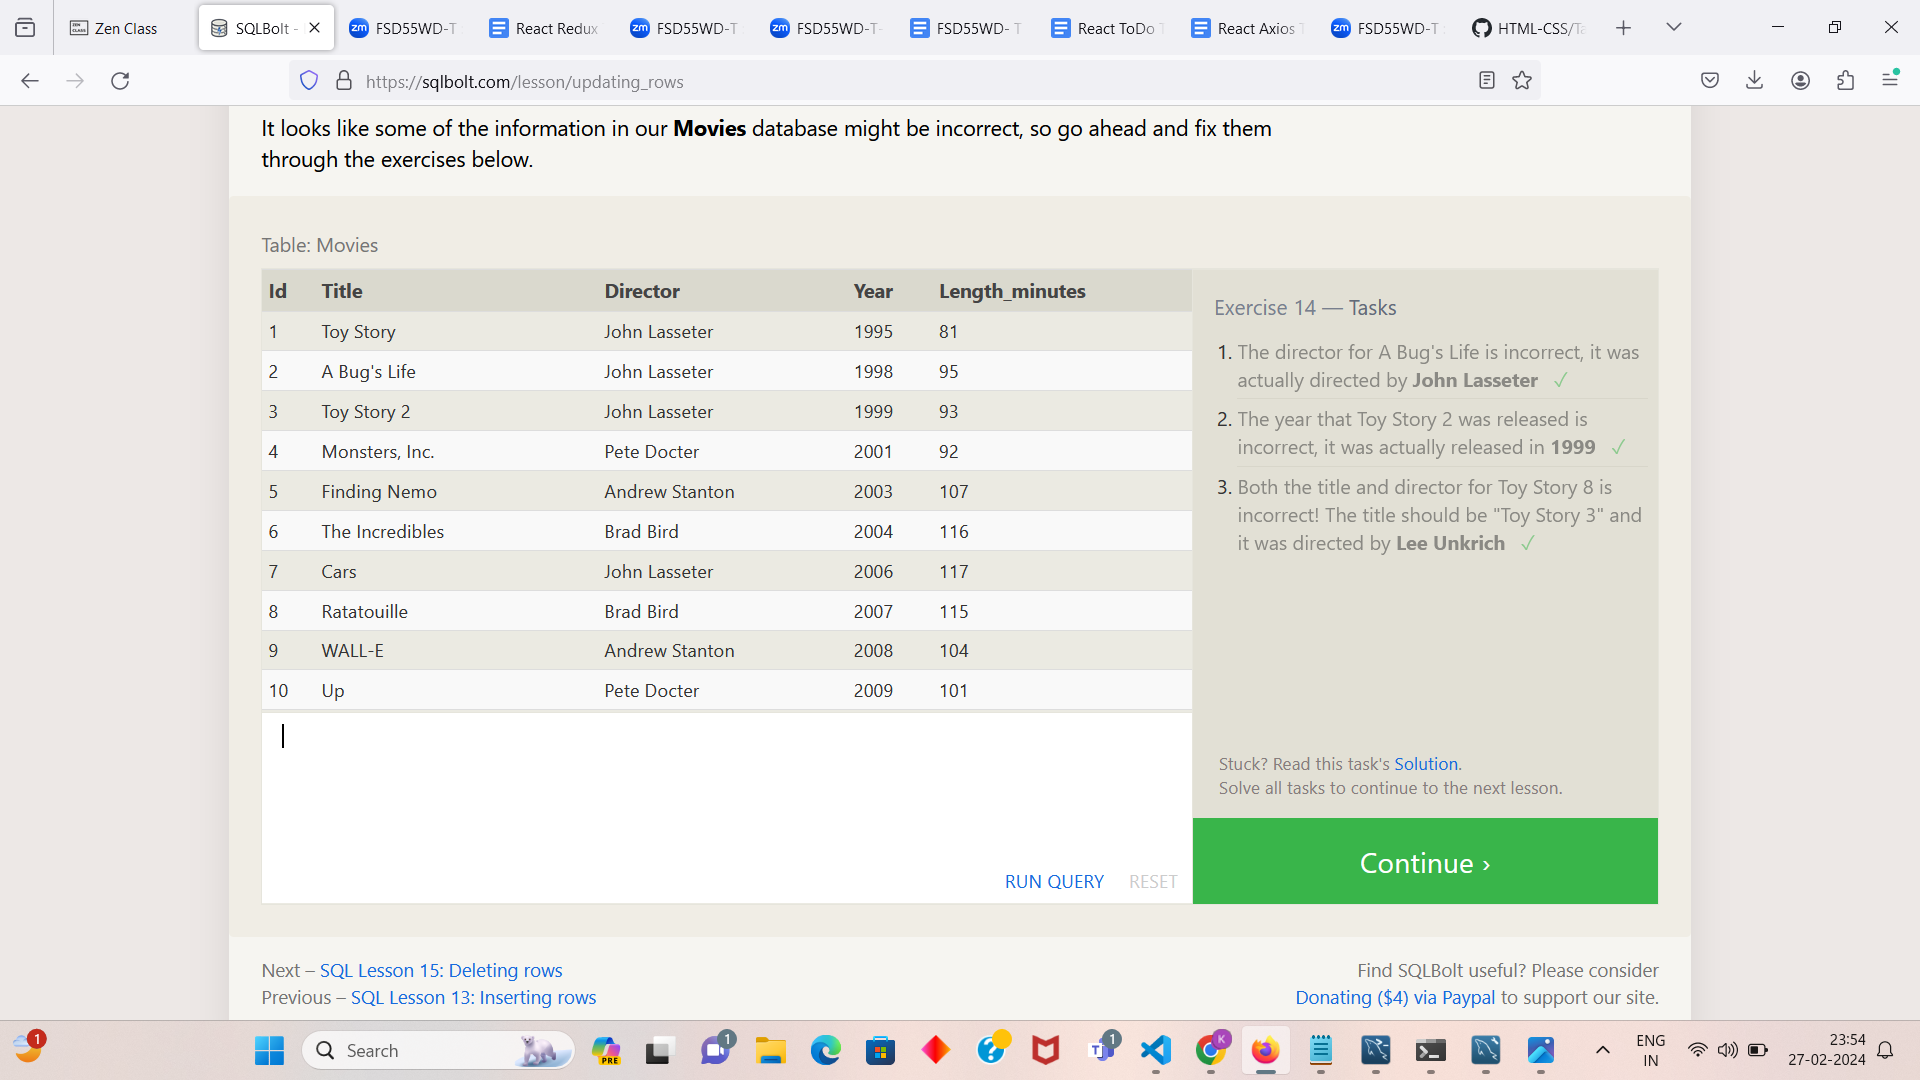 Zen Class
SQLBolt -
FSD55WD-T
React Redux
FSD55WD-T
FSD55WD-T-
FSD55WD- T
React ToDo T
React Axios T
FSD55WD-T
HTML-CSS/Ta
https://sqlbolt.com/lesson/updating_rows
It looks like some of the information in our Movies database might be incorrect, so go ahead and fix them
through the exercises below.
Table: Movies
Id Title Director Year Length_minutes
1 Toy Story John Lasseter 1995 81
2 A Bug's Life John Lasseter 1998 95
3 Toy Story 2 John Lasseter 1999 93
4 Monsters, Inc. Pete Docter 2001 92
5 Finding Nemo Andrew Stanton 2003 107
6 The Incredibles Brad Bird 2004 116
7 Cars John Lasseter 2006 117
8 Ratatouille Brad Bird 2007 115
9 WALL-E Andrew Stanton 2008 104
10 Up Pete Docter 2009 101
RUN QUERY RESET
Exercise 14 — Tasks
1. The director for A Bug's Life is incorrect, it was
actually directed by John Lasseter ✓
2. The year that Toy Story 2 was released is
incorrect, it was actually released in 1999 ✓
3. Both the title and director for Toy Story 8 is
incorrect! The title should be "Toy Story 3" and
it was directed by Lee Unkrich ✓
Stuck? Read this task's Solution.
Solve all tasks to continue to the next lesson.
Continue ›
Next – SQL Lesson 15: Deleting rows
Previous – SQL Lesson 13: Inserting rows
Find SQLBolt useful? Please consider
Donating ($4) via Paypal to support our site.
1
Search
PRE
1
1
K
ENG
IN
23:54
27-02-2024